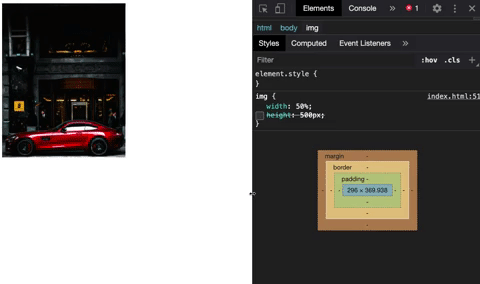 Elements
Console
»
1
html
body
img
Styles
Computed
Event Listeners
»
Filter
:hov
.cls
+
element.style {
}
img {
index.html:51
width: 50%;
height: 500px;
}
margin
-
border
-
padding -
- - - 296 × 369.938 - - -
-
-
-